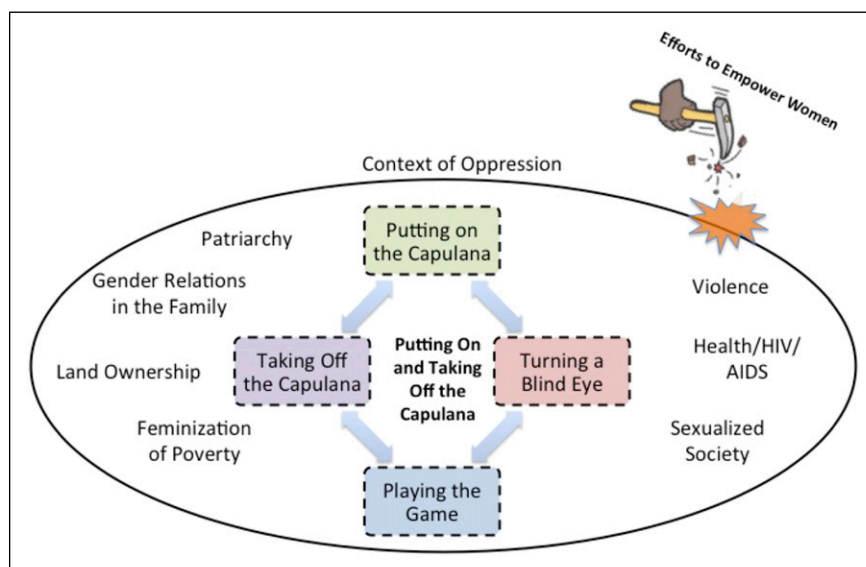 Efforts to Empower Women
Context of Oppression
Patriarchy
Gender Relations
in the Family
Land Ownership
Feminization
of Poverty
Putting on
the Capulana
Taking Off
the Capulana
Putting On
and Taking
Off the
Capulana
Turning a
Blind Eye
Playing the
Game
Violence
Health/HIV/
AIDS
Sexualized
Society